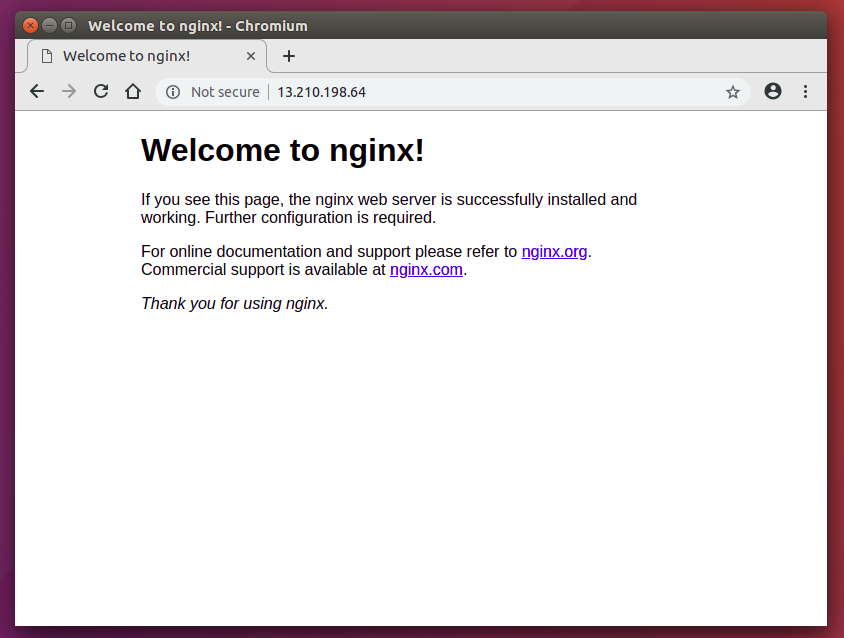 Welcome to nginx! - Chromium
Welcome to nginx!
Not secure | 13.210.198.64
Welcome to nginx!
If you see this page, the nginx web server is successfully installed and
working. Further configuration is required.
For online documentation and support please refer to nginx.org.
Commercial support is available at nginx.com.
Thank you for using nginx.